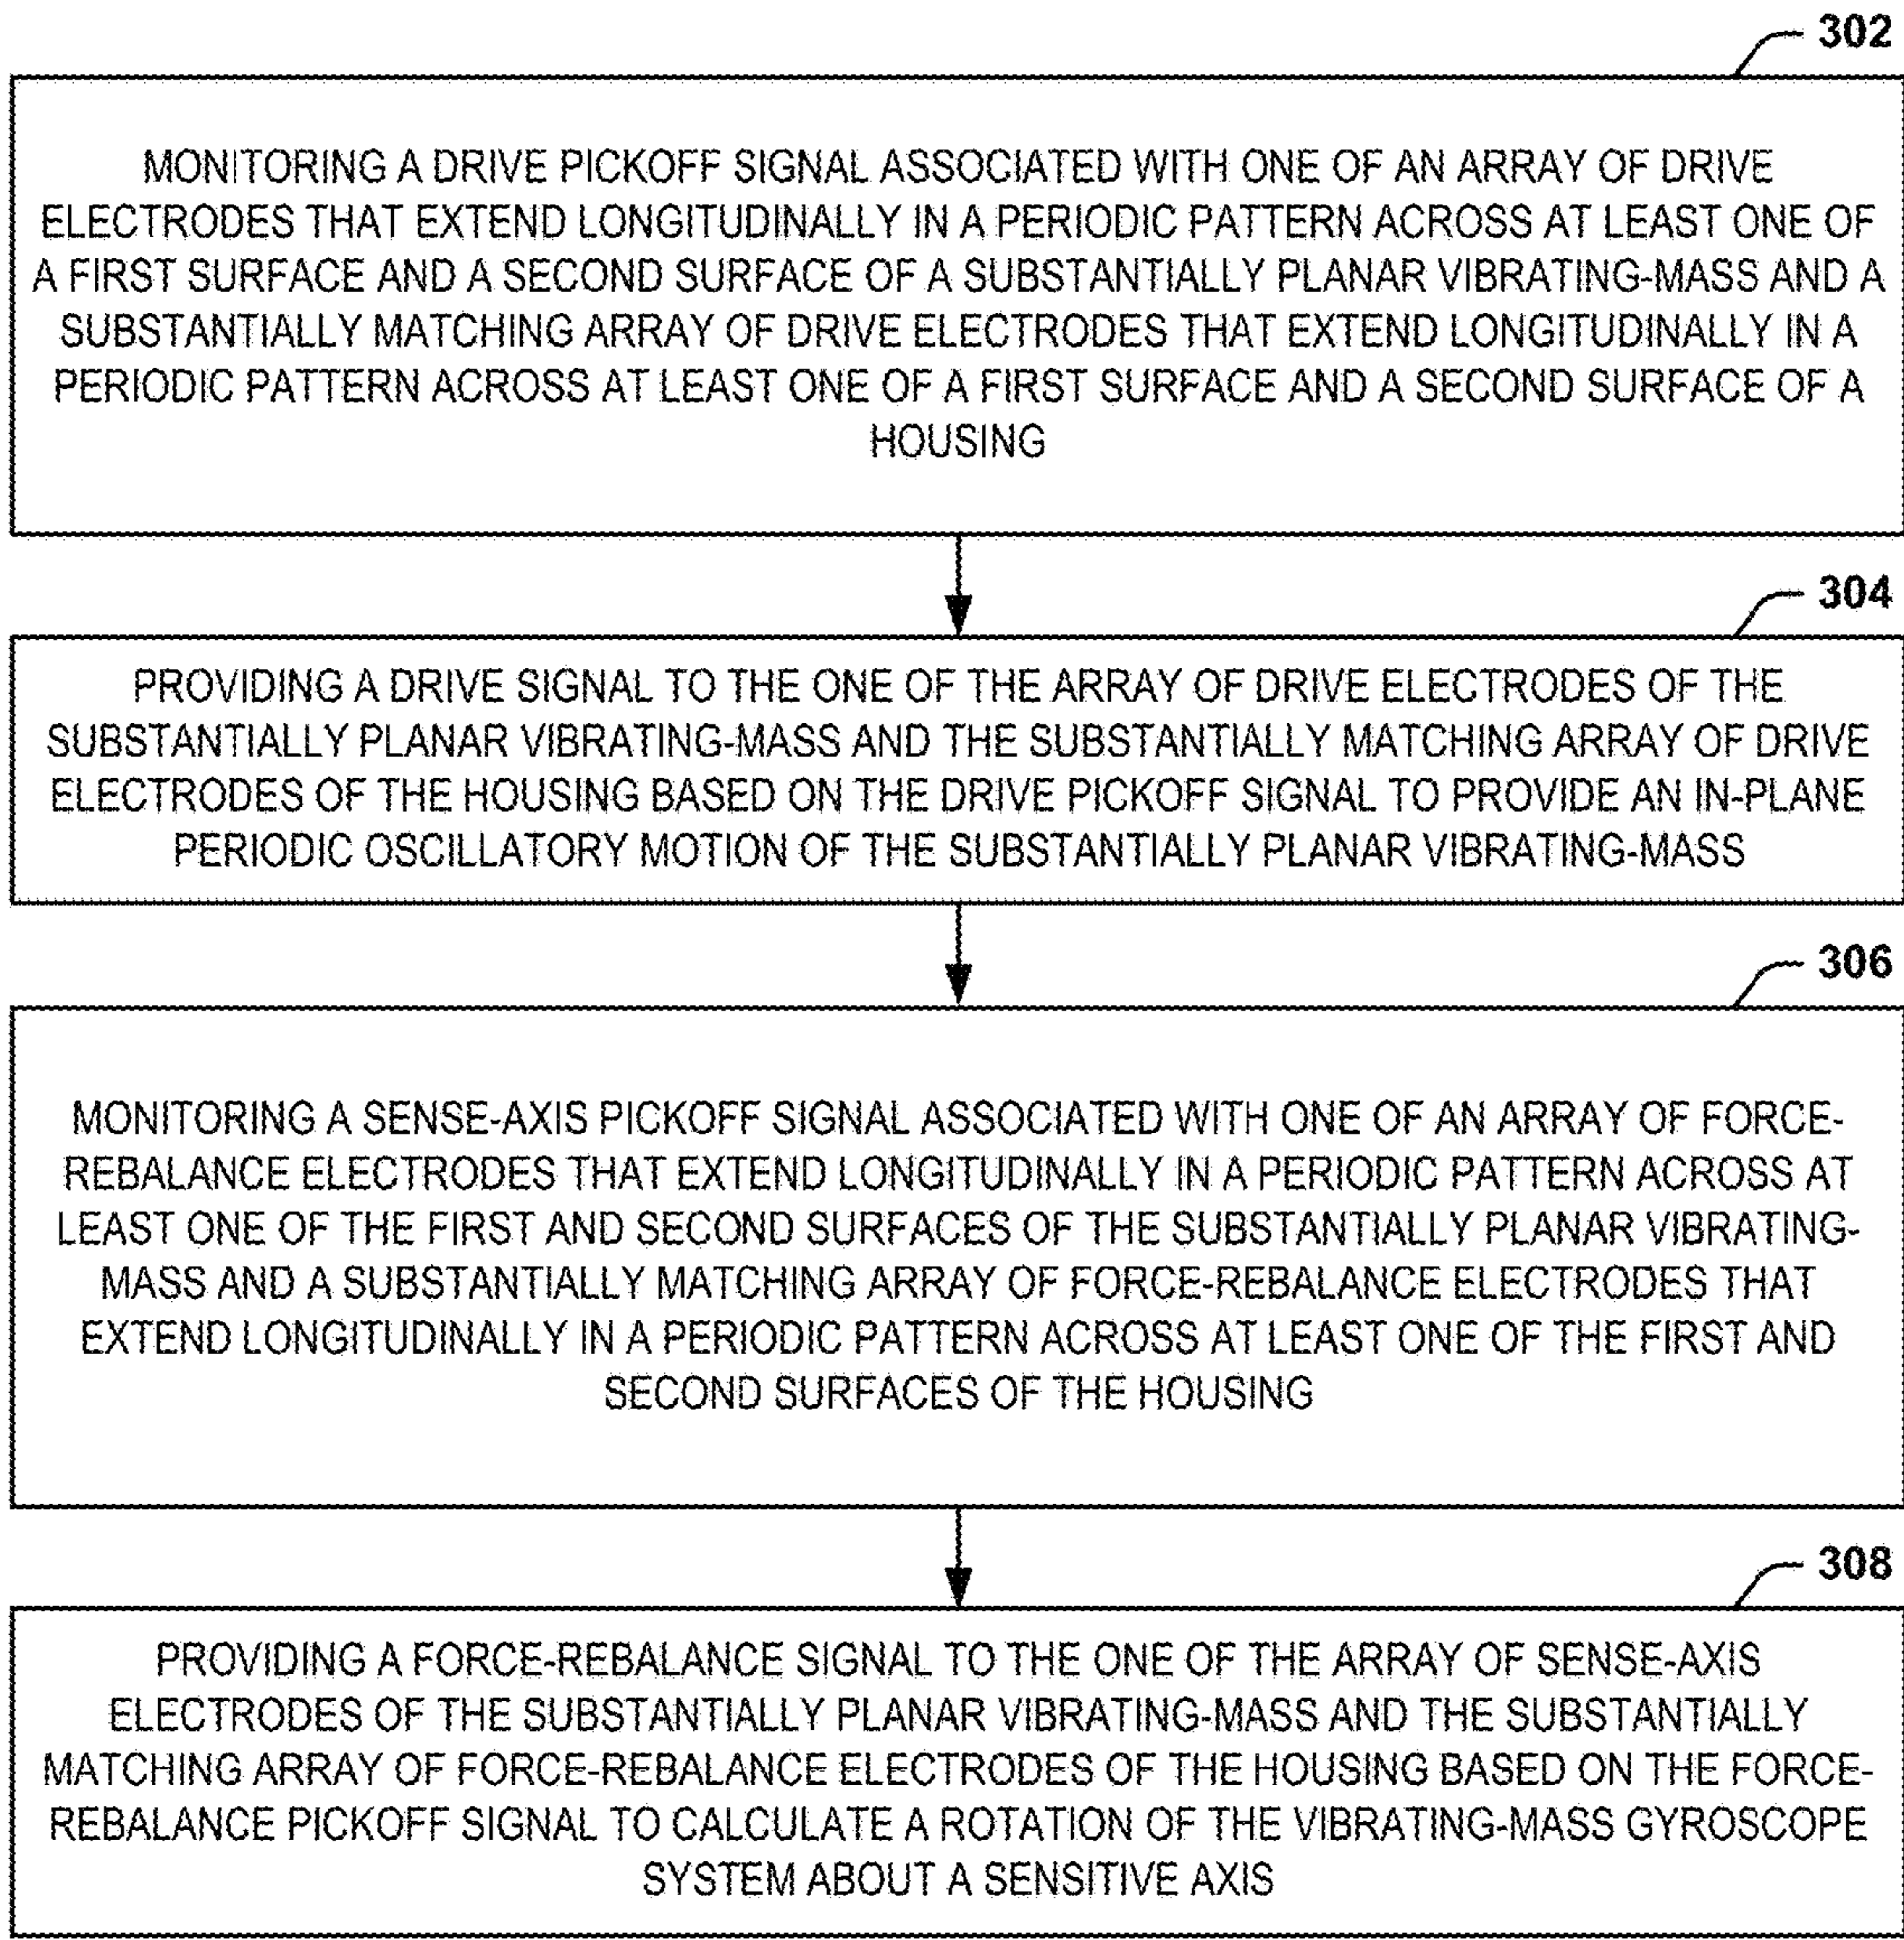 302
MONITORING A DRIVE PICKOFF SIGNAL ASSOCIATED WITH ONE OF AN ARRAY OF DRIVE
ELECTRODES THAT EXTEND LONGITUDINALLY IN A PERIODIC PATTERN ACROSS AT LEAST ONE OF
A FIRST SURFACE AND A SECOND SURFACE OF A SUBSTANTIALLY PLANAR VIBRATING-MASS AND A
SUBSTANTIALLY MATCHING ARRAY OF DRIVE ELECTRODES THAT EXTEND LONGITUDINALLY IN A
PERIODIC PATTERN ACROSS AT LEAST ONE OF A FIRST SURFACE AND A SECOND SURFACE OF A
HOUSING
304
PROVIDING A DRIVE SIGNAL TO THE ONE OF THE ARRAY OF DRIVE ELECTRODES OF THE
SUBSTANTIALLY PLANAR VIBRATING-MASS AND THE SUBSTANTIALLY MATCHING ARRAY OF DRIVE
ELECTRODES OF THE HOUSING BASED ON THE DRIVE PICKOFF SIGNAL TO PROVIDE AN IN-PLANE
PERIODIC OSCILLATORY MOTION OF THE SUBSTANTIALLY PLANAR VIBRATING-MASS
306
MONITORING A SENSE-AXIS PICKOFF SIGNAL ASSOCIATED WITH ONE OF AN ARRAY OF FORCE-
REBALANCE ELECTRODES THAT EXTEND LONGITUDINALLY IN A PERIODIC PATTERN ACROSS AT
LEAST ONE OF THE FIRST AND SECOND SURFACES OF THE SUBSTANTIALLY PLANAR VIBRATING-
MASS AND A SUBSTANTIALLY MATCHING ARRAY OF FORCE-REBALANCE ELECTRODES THAT
EXTEND LONGITUDINALLY IN A PERIODIC PATTERN ACROSS AT LEAST ONE OF THE FIRST AND
SECOND SURFACES OF THE HOUSING
308
PROVIDING A FORCE-REBALANCE SIGNAL TO THE ONE OF THE ARRAY OF SENSE-AXIS
ELECTRODES OF THE SUBSTANTIALLY PLANAR VIBRATING-MASS AND THE SUBSTANTIALLY
MATCHING ARRAY OF FORCE-REBALANCE ELECTRODES OF THE HOUSING BASED ON THE FORCE-
REBALANCE PICKOFF SIGNAL TO CALCULATE A ROTATION OF THE VIBRATING-MASS GYROSCOPE
SYSTEM ABOUT A SENSITIVE AXIS